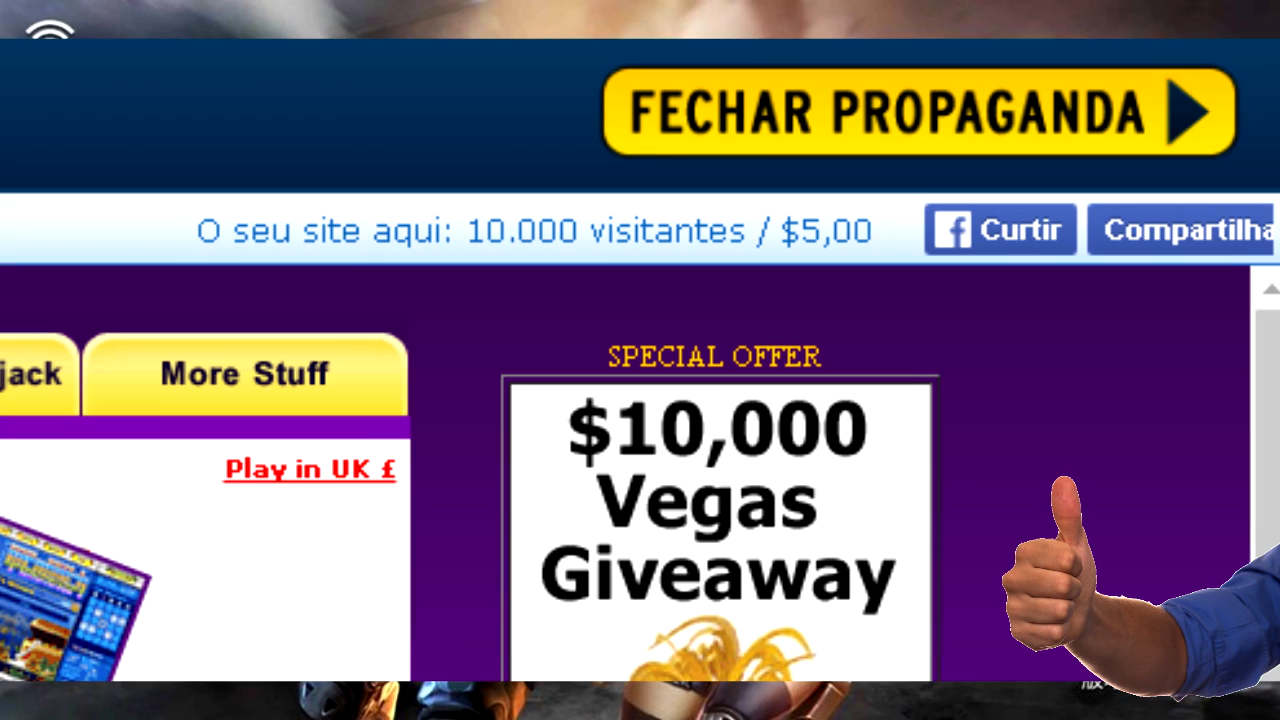 FECHAR PROPAGANDA
O seu site aqui: 10.000 visitantes / $5,00
Curtir
Compartilha
jack
More Stuff
SPECIAL OFFER
Play in UK £
$10,000
Vegas
Giveaway